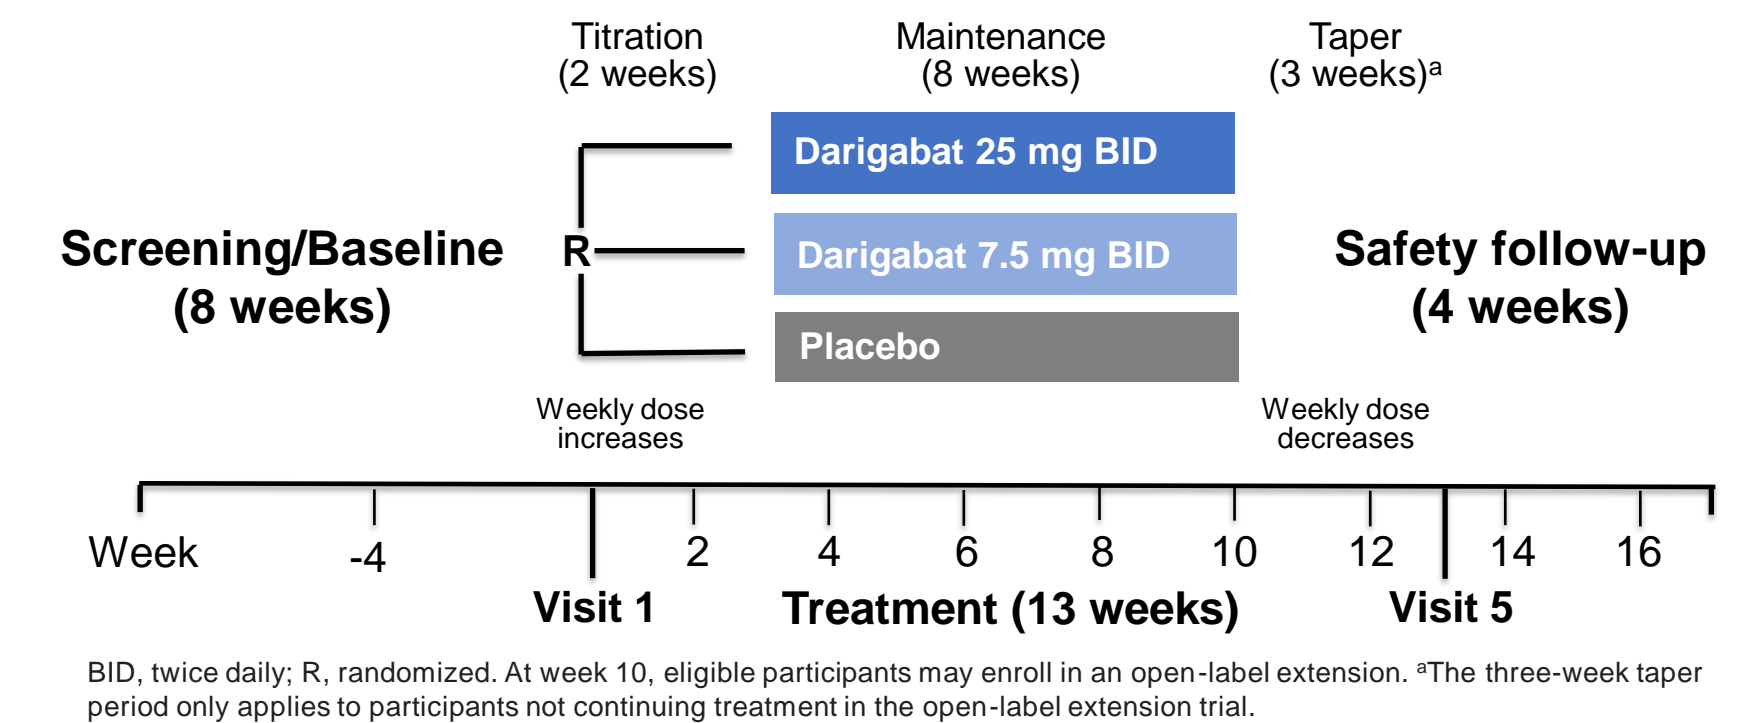 Titration
(2 weeks)
Maintenance
(8 weeks)
Taper
(3 weeks)ᵃ
Darigabat 25 mg BID
Screening/Baseline
(8 weeks)
R
Darigabat 7.5 mg BID
Safety follow-up
(4 weeks)
Placebo
Weekly dose
increases
Weekly dose
decreases
Week
-4
2
4
6
8
10
12
14
16
Visit 1
Treatment (13 weeks)
Visit 5
BID, twice daily; R, randomized. At week 10, eligible participants may enroll in an open-label extension. ᵃThe three-week taper
period only applies to participants not continuing treatment in the open-label extension trial.